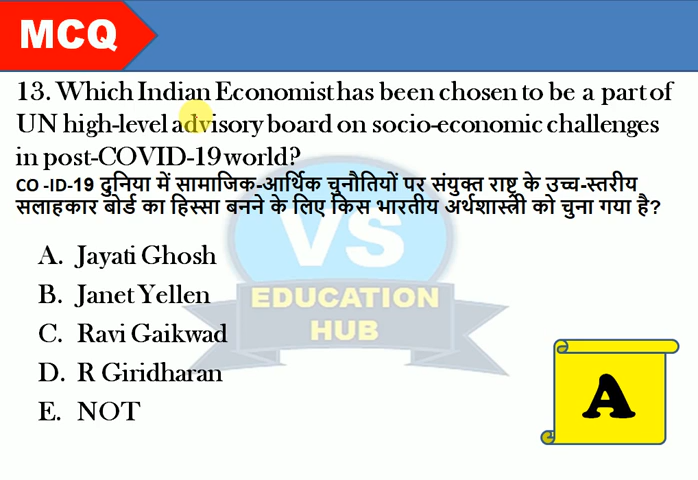 MCQ
13. Which Indian Economist has been chosen to be a part of
UN high-level advisory board on socio-economic challenges
in post-COVID-19 world?
CO -ID-19 दुनिया में सामाजिक-आर्थिक चुनौतियों पर संयुक्त राष्ट्र के उच्च-स्तरीय
सलाहकार बोर्ड का हिस्सा बनने के लिए किस भारतीय अर्थशास्त्री को चुना गया है?
A. Jayati Ghosh
B. Janet Yellen
C. Ravi Gaikwad
D. R Giridharan
E. NOT
VS
EDUCATION
HUB
A